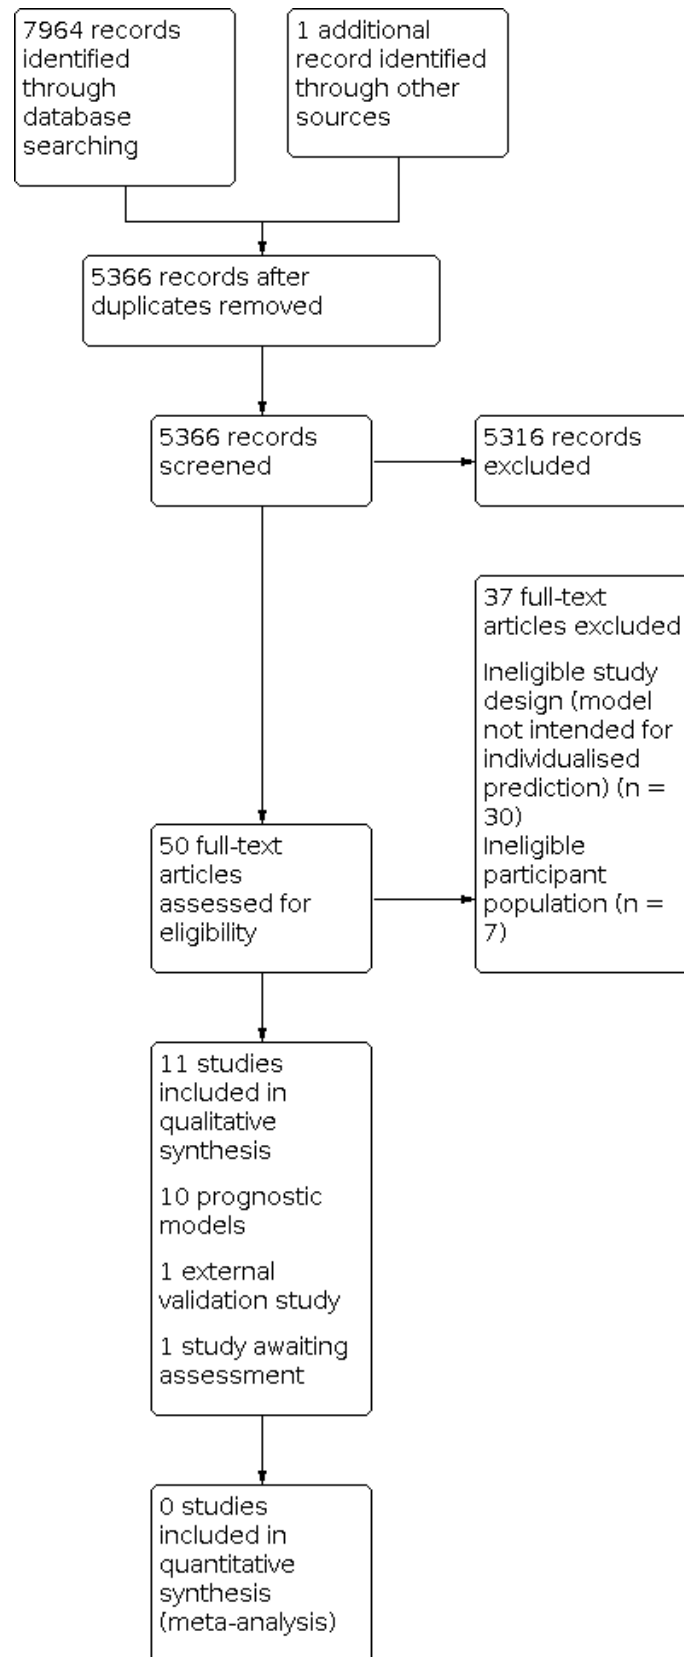 7964 records
identified
through
database
searching
1 additional
record identified
through other
sources
5366 records after
duplicates removed
5366 records
screened
5316 records
excluded
37 full-text
articles excluded
Ineligible study
design (model
not intended for
individualised
prediction) (n =
30)
Ineligible
participant
population (n =
7)
50 full-text
articles
assessed for
eligibility
11 studies
included in
qualitative
synthesis
10 prognostic
models
1 external
validation study
1 study awaiting
assessment
0 studies
included in
quantitative
synthesis
(meta-analysis)